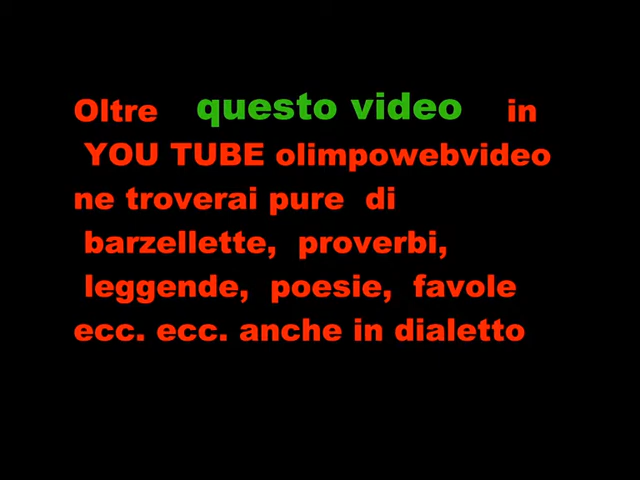 Oltre questo video in
YOU TUBE olimpowebvideo
ne troverai pure di
barzellette, proverbi,
leggende, poesie, favole
ecc. ecc. anche in dialetto